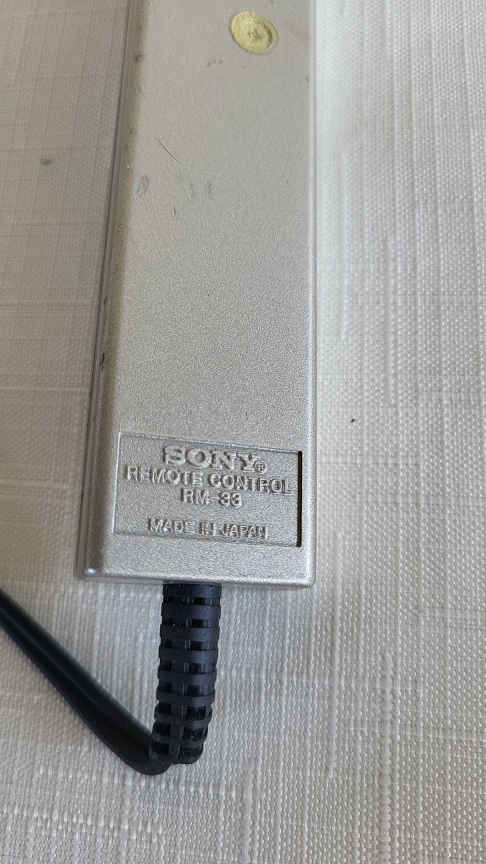 SONY®
REMOTE CONTROL
RM-33
MADE IN JAPAN